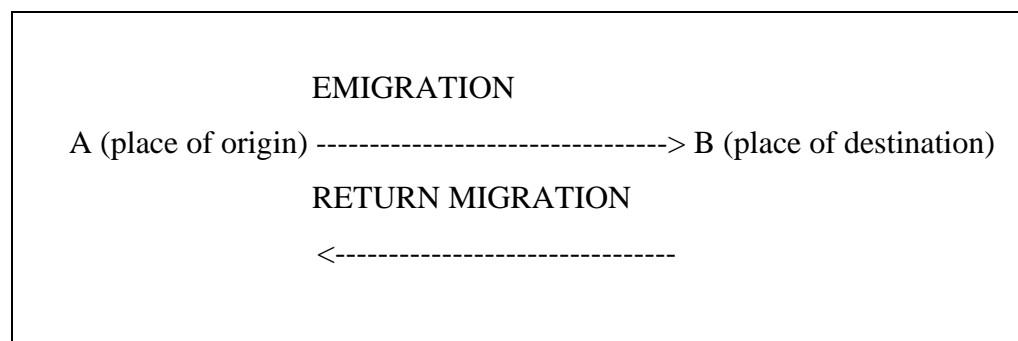 EMIGRATION
A (place of origin) ---------------------------------> B (place of destination)
RETURN MIGRATION
<--------------------------------